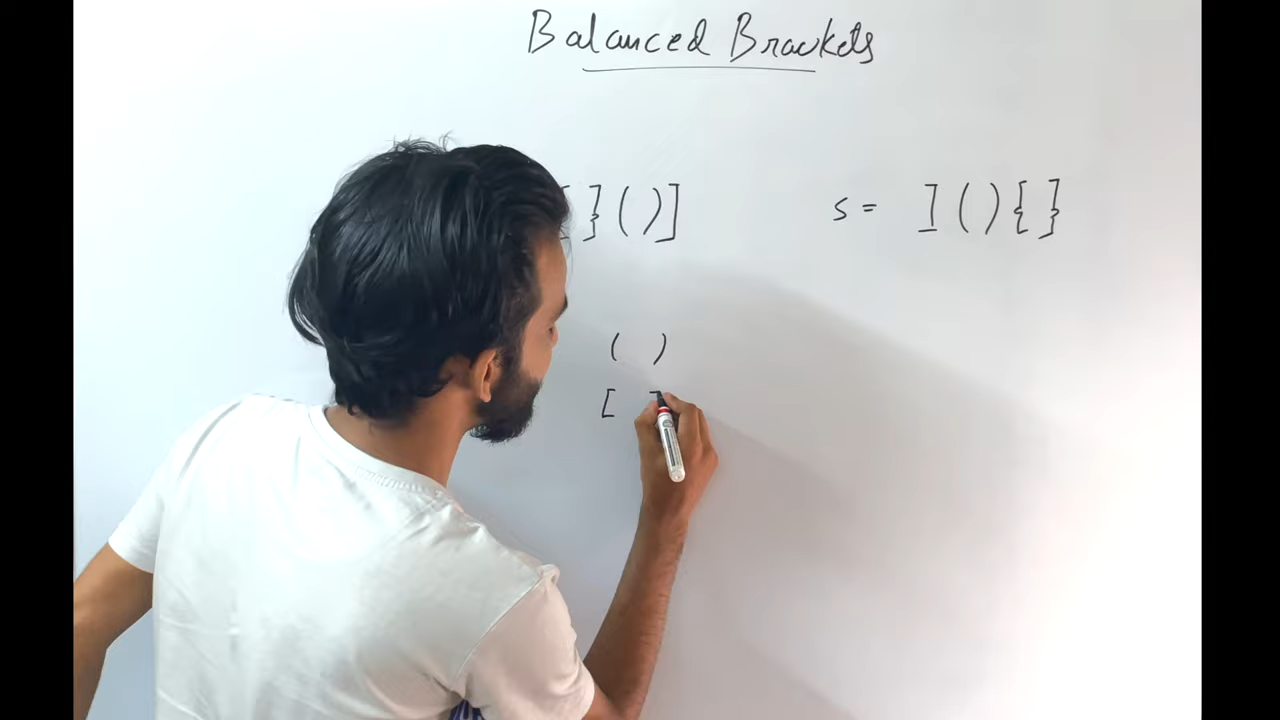 Balanced Brackets
}()]
s = ](){}
( )
[ ]